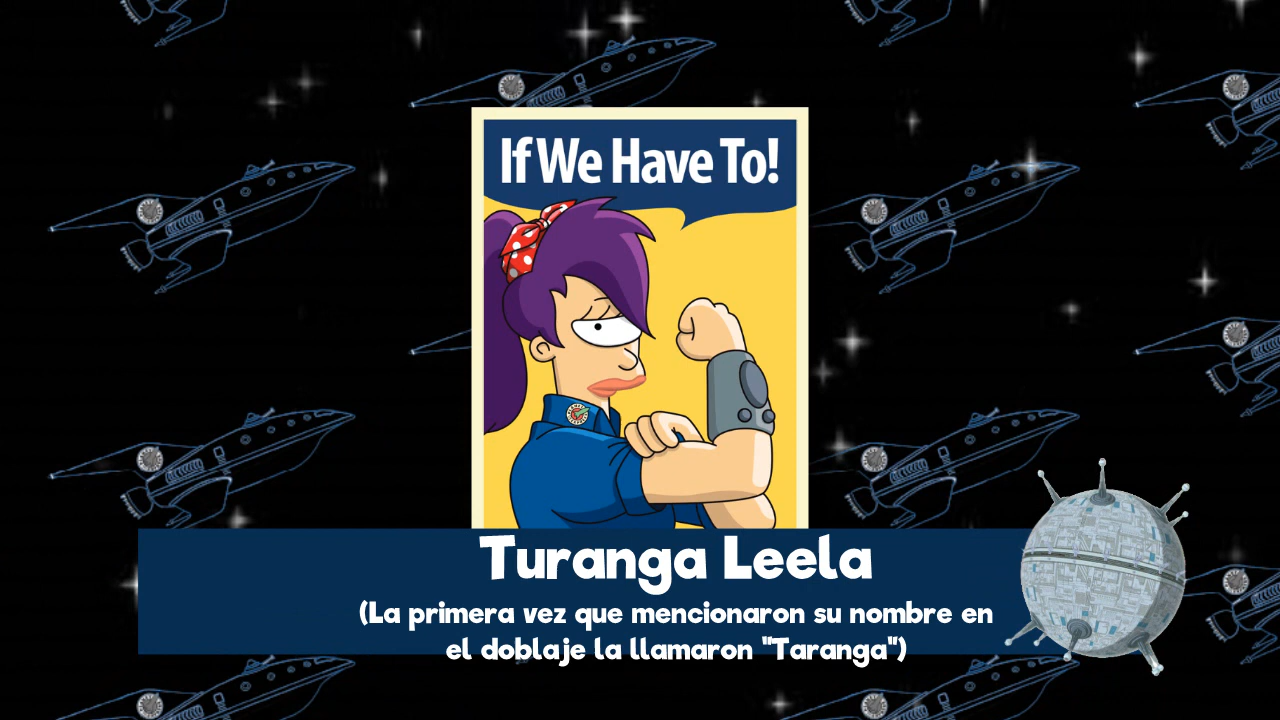 If We Have To!
Turanga Leela
(La primera vez que mencionaron su nombre en
el doblaje la llamaron "Taranga")